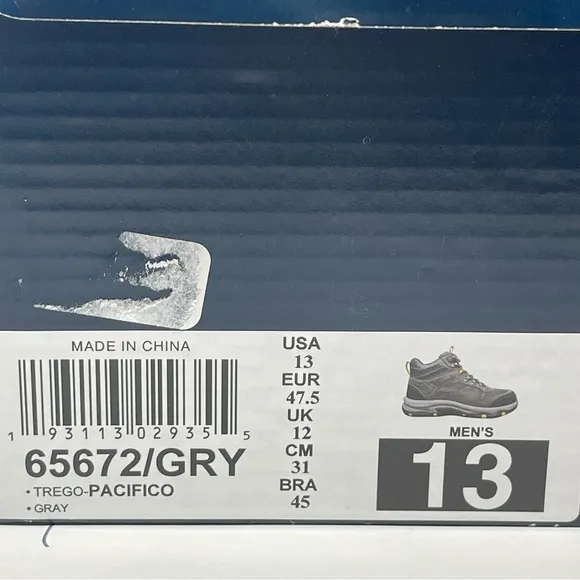 MADE IN CHINA
1 93113 02935 5
65672/GRY
• TREGO-PACIFICO
• GRAY
USA
13
EUR
47.5
UK
12
CM
31
BRA
45
MEN'S
13